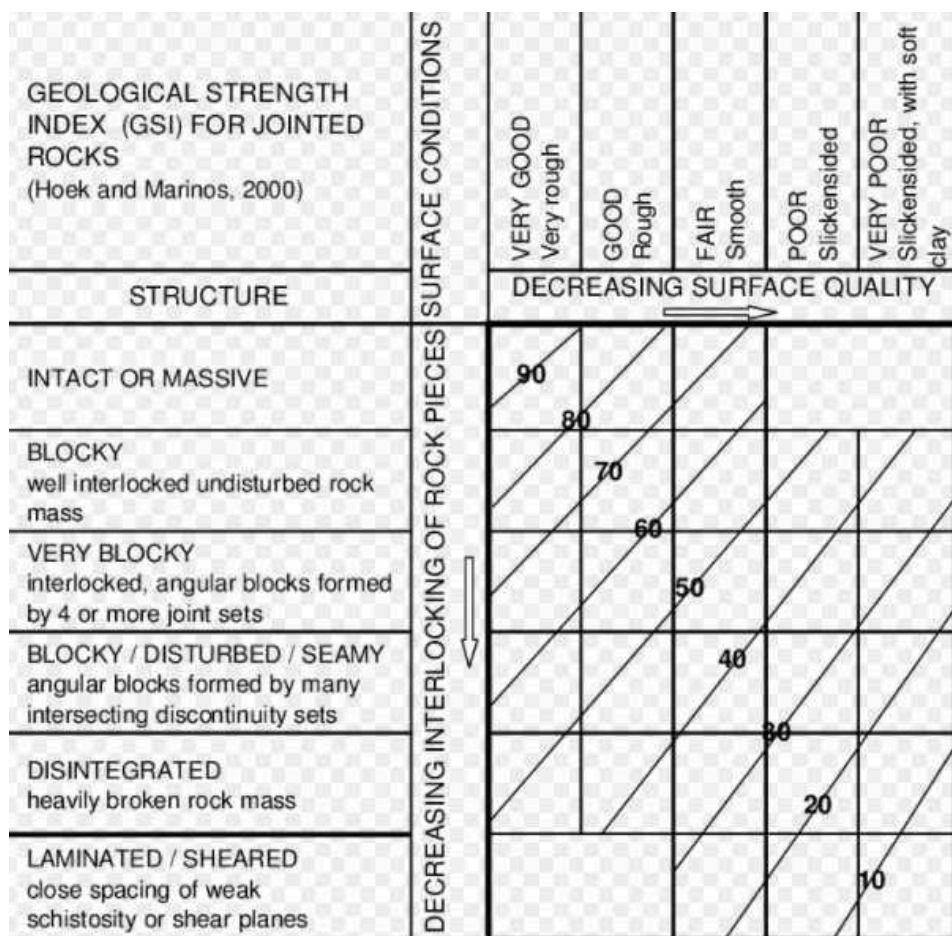 GEOLOGICAL STRENGTH
INDEX (GSI) FOR JOINTED
ROCKS
(Hoek and Marinos, 2000)
SURFACE CONDITIONS
VERY GOOD
Very rough
GOOD
Rough
FAIR
Smooth
POOR
Slickensided
VERY POOR
Slickensided, with soft
clay
STRUCTURE
DECREASING SURFACE QUALITY
DECREASING INTERLOCKING OF ROCK PIECES
INTACT OR MASSIVE
90
80
BLOCKY
well interlocked undisturbed rock
mass
70
60
VERY BLOCKY
interlocked, angular blocks formed
by 4 or more joint sets
50
BLOCKY / DISTURBED / SEAMY
angular blocks formed by many
intersecting discontinuity sets
40
30
DISINTEGRATED
heavily broken rock mass
20
LAMINATED / SHEARED
close spacing of weak
schistosity or shear planes
10